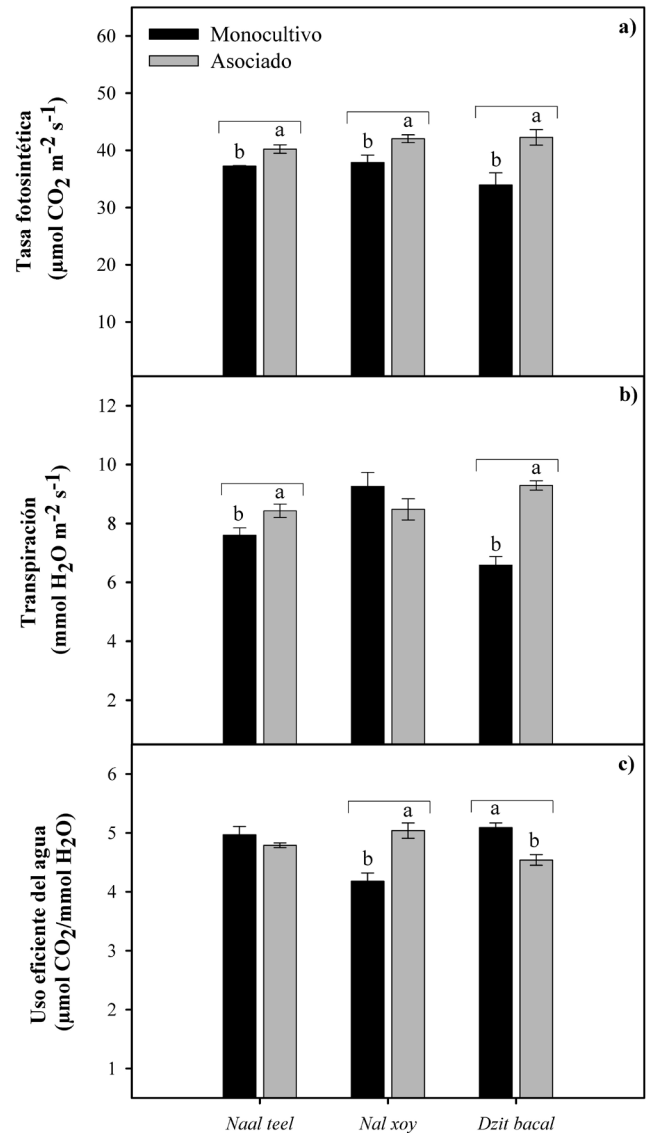 a)
Monocultivo
Asociado
Tasa fotosintética
(μmol CO2 m-2 s-1)
60
50
40
30
20
10
b a
b a
b a
b)
Transpiración
(mmol H2O m-2 s-1)
12
10
8
6
4
2
b a
b a
c)
Uso eficiente del agua
(μmol CO2/mmol H2O)
6
5
4
3
2
1
b a
a b
Naal teel Nal xoy Dzit bacal